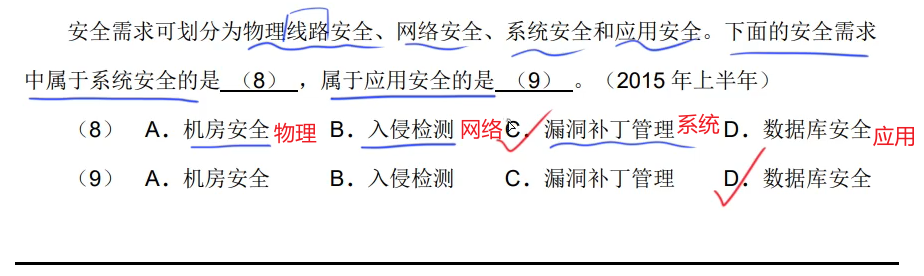 安全需求可划分为物理线路安全、网络安全、系统安全和应用安全。下面的安全需求
中属于系统安全的是 （8） ，属于应用安全的是 （9） 。（2015 年上半年）
（8） A．机房安全 物理 B．入侵检测 网络 C．漏洞补丁管理 系统 D．数据库安全 应用
（9） A．机房安全 B．入侵检测 C．漏洞补丁管理 D．数据库安全